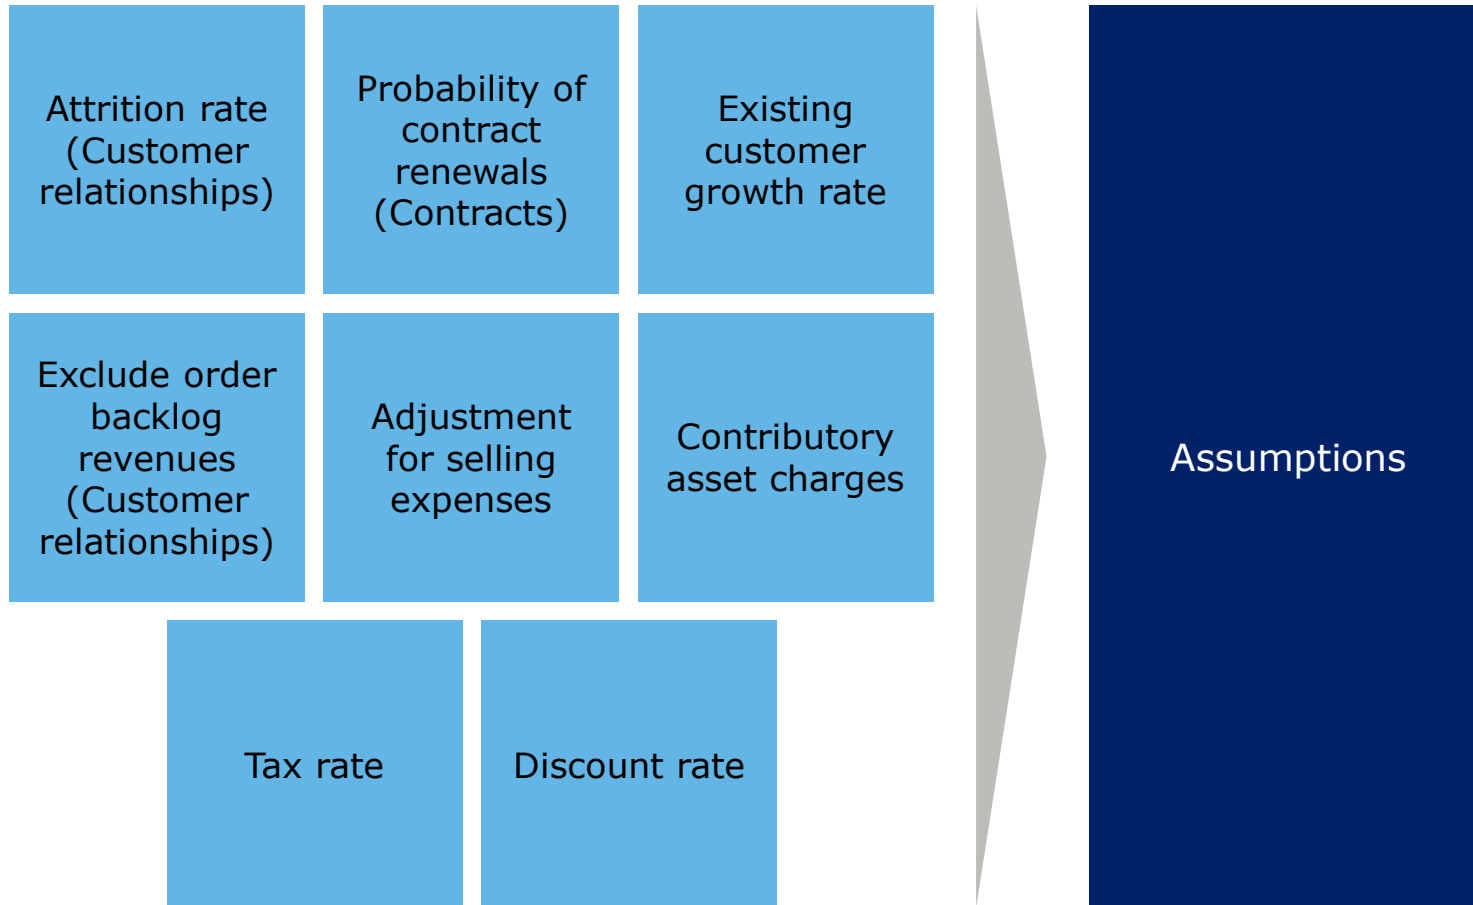 Attrition rate
(Customer
relationships)
Probability of
contract
renewals
(Contracts)
Existing
customer
growth rate
Exclude order
backlog
revenues
(Customer
relationships)
Adjustment
for selling
expenses
Contributory
asset charges
Tax rate
Discount rate
Assumptions